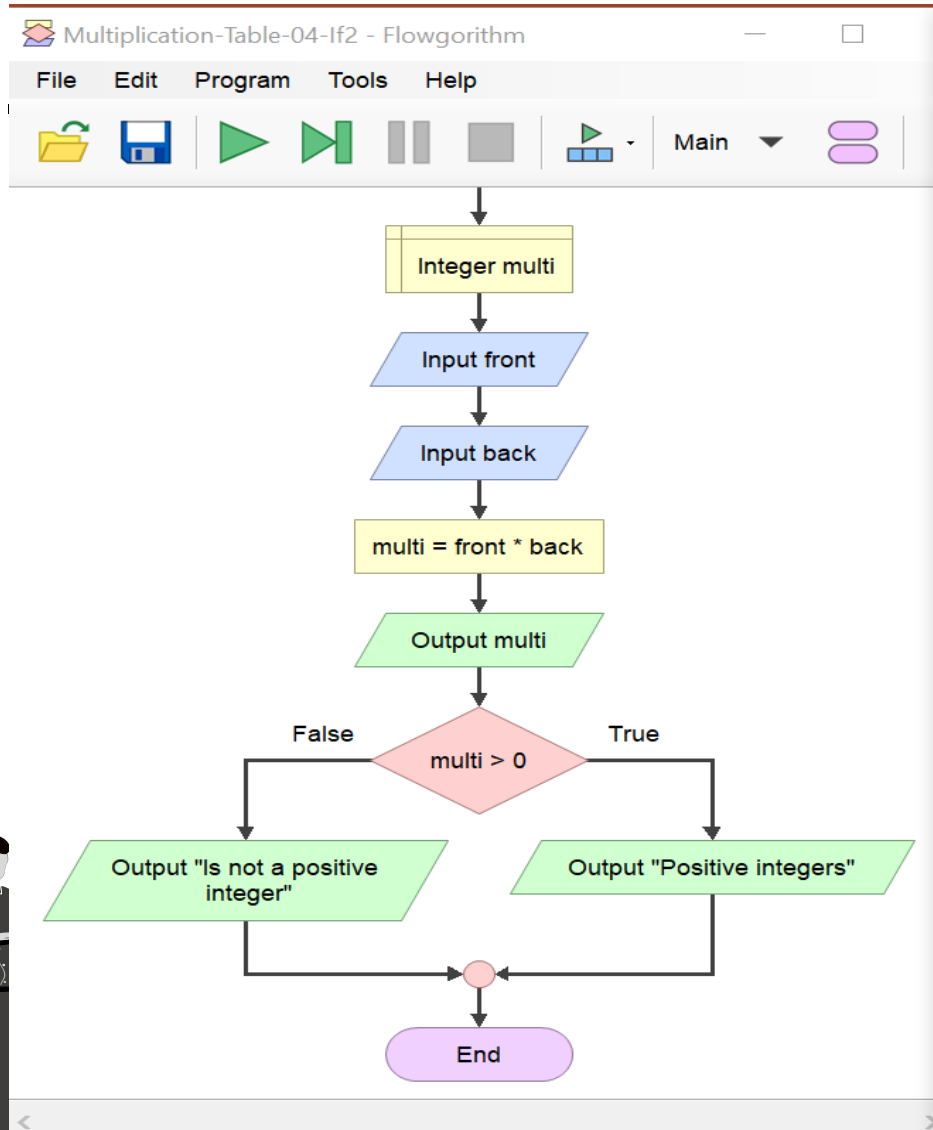 Multiplication-Table-04-If2 - Flowgorithm
File Edit Program Tools Help
Main
Integer multi
Input front
Input back
multi = front * back
Output multi
False
True
multi > 0
Output "Is not a positive
integer"
Output "Positive integers"
End